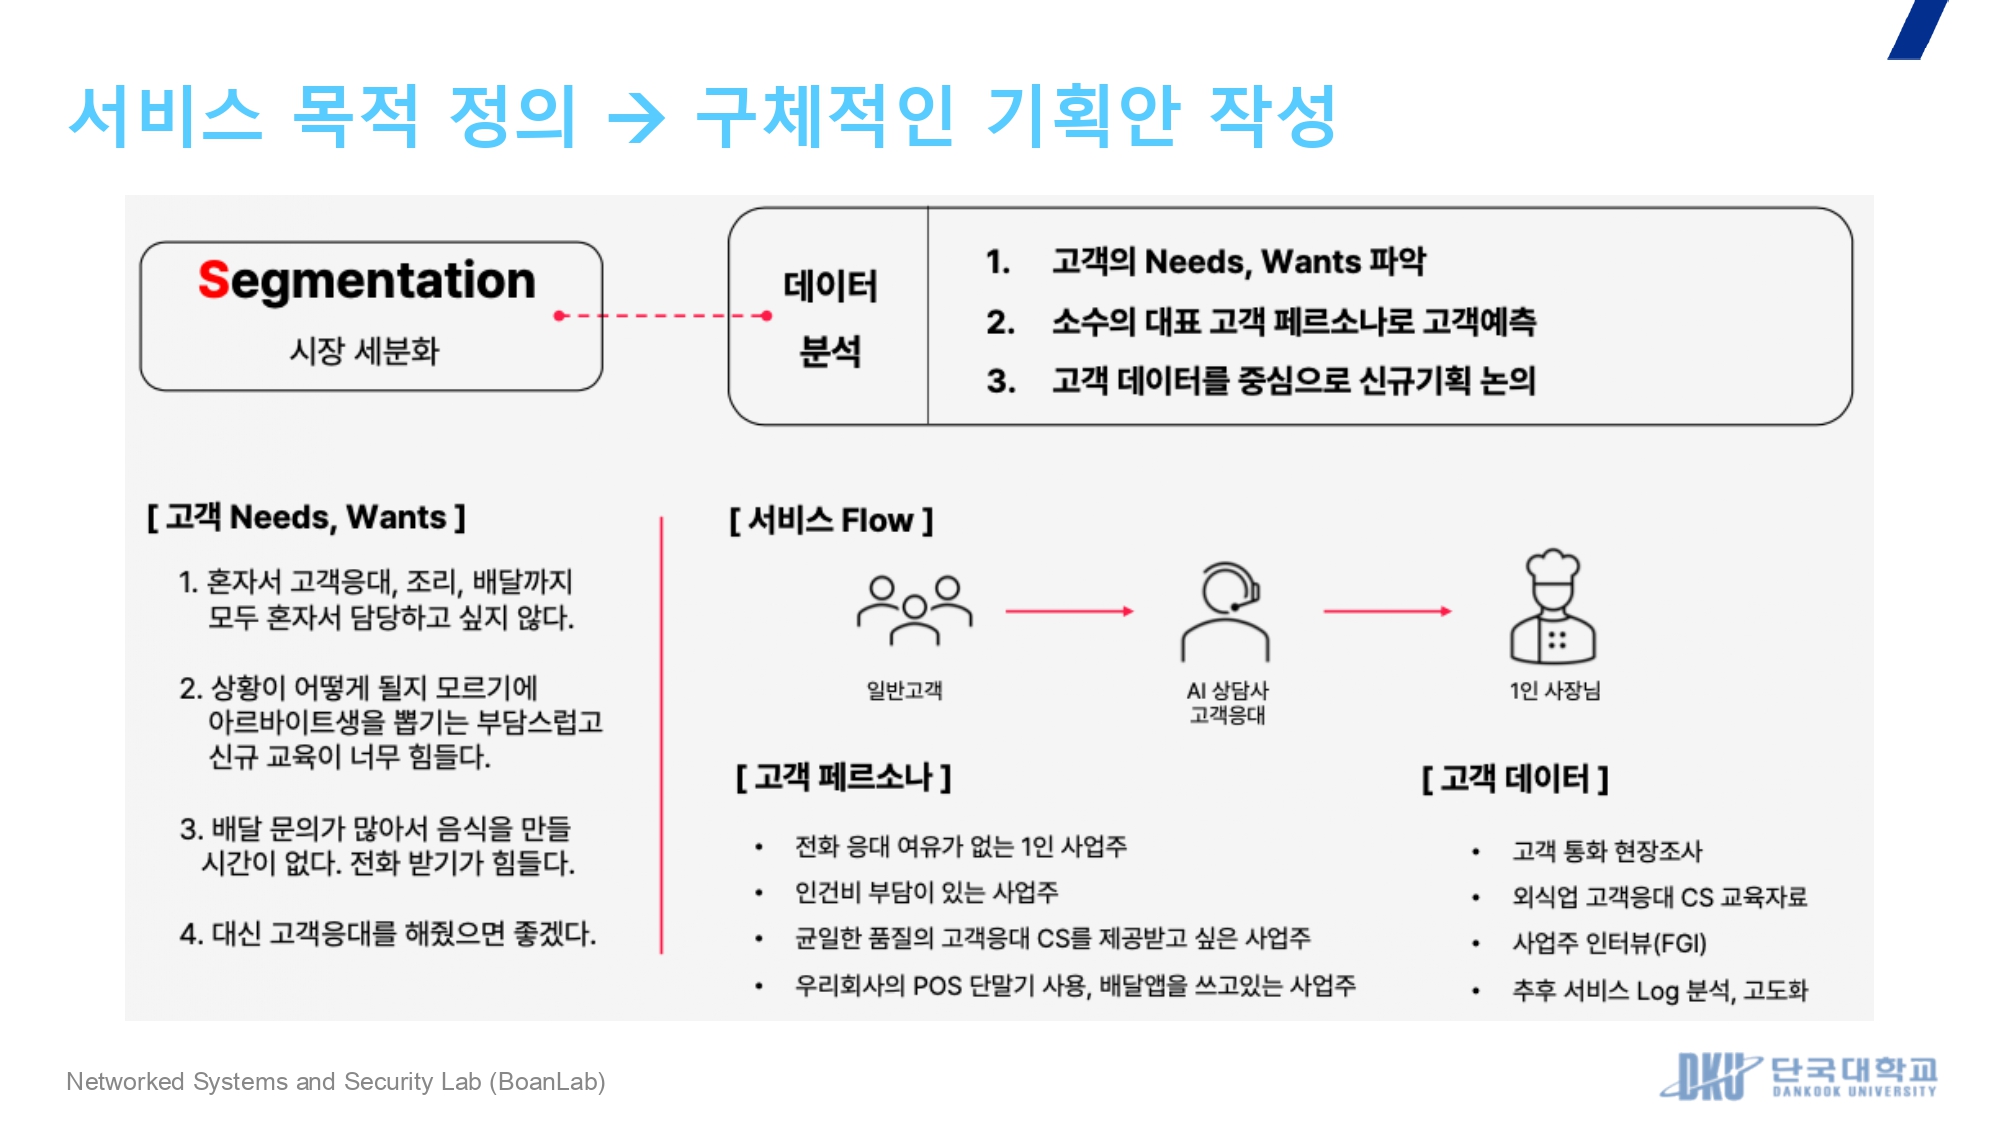 서비스 목적 정의 → 구체적인 기획안 작성
Segmentation
시장 세분화
데이터
분석
1. 고객의 Needs, Wants 파악
2. 소수의 대표 고객 페르소나로 고객예측
3. 고객 데이터를 중심으로 신규기획 논의
[ 고객 Needs, Wants ]
1. 혼자서 고객응대, 조리, 배달까지
모두 혼자서 담당하고 싶지 않다.
2. 상황이 어떻게 될지 모르기에
아르바이트생을 뽑기는 부담스럽고
신규 교육이 너무 힘들다.
3. 배달 문의가 많아서 음식을 만들
시간이 없다. 전화 받기가 힘들다.
4. 대신 고객응대를 해줬으면 좋겠다.
[ 서비스 Flow ]
일반고객
AI 상담사
고객응대
1인 사장님
[ 고객 페르소나 ]
• 전화 응대 여유가 없는 1인 사업주
• 인건비 부담이 있는 사업주
• 균일한 품질의 고객응대 CS를 제공받고 싶은 사업주
• 우리회사의 POS 단말기 사용, 배달앱을 쓰고있는 사업주
[ 고객 데이터 ]
• 고객 통화 현장조사
• 외식업 고객응대 CS 교육자료
• 사업주 인터뷰(FGI)
• 추후 서비스 Log 분석, 고도화
Networked Systems and Security Lab (BoanLab)
DKU 단국대학교
DANKOOK UNIVERSITY